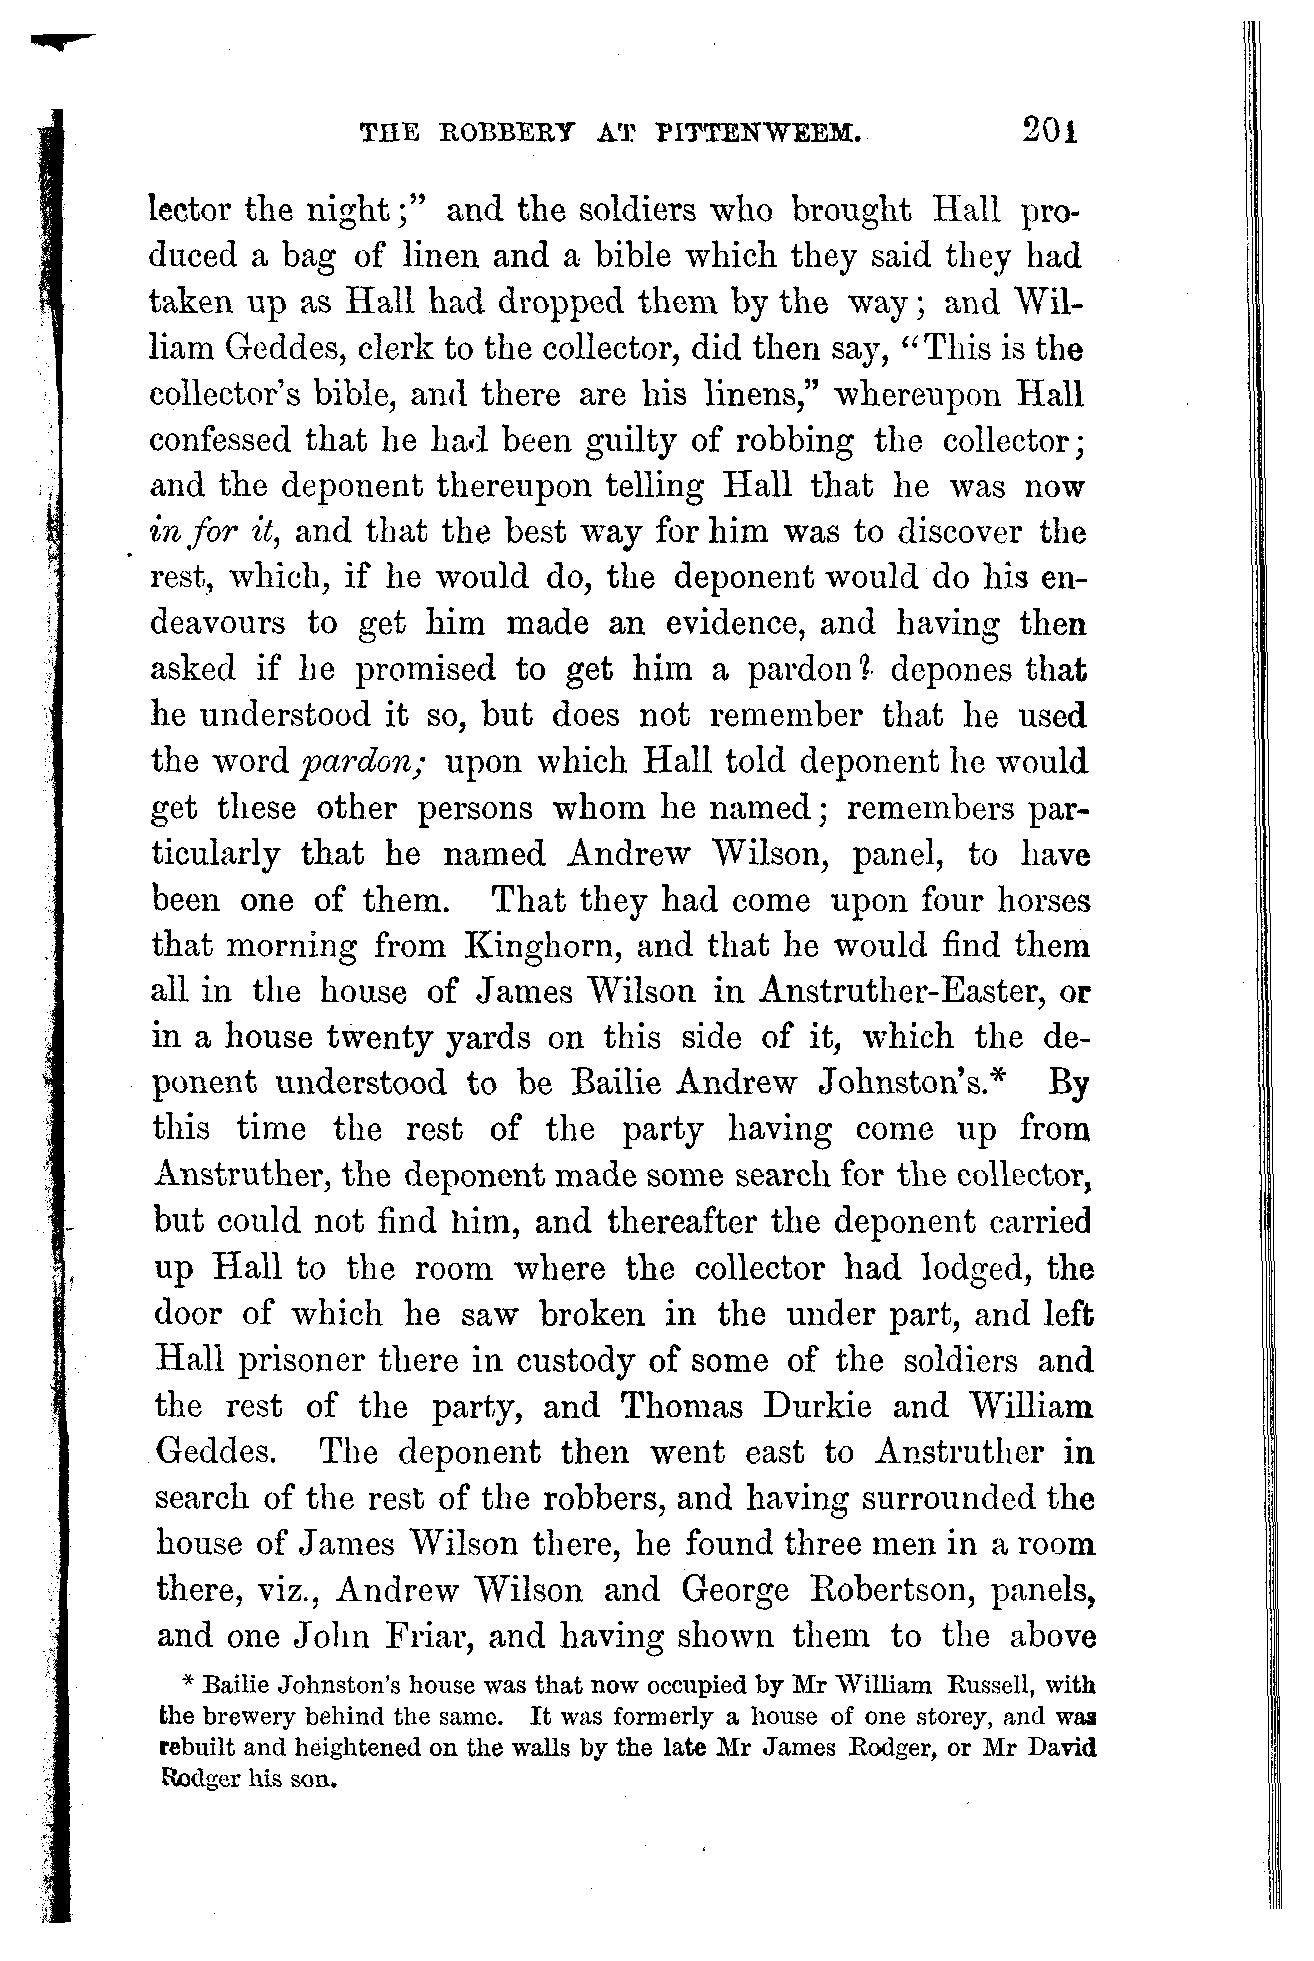 THE ROBBERY AT PITTENWEEM. 201
lector the night;” and the soldiers who brought Hall pro-
duced a bag of linen and a bible which they said they had
taken up as Hall had dropped them by the way; and Wil-
liam Geddes, clerk to the collector, did then say, “This is the
collector’s bible, and there are his linens,” whereupon Hall
confessed that he had been guilty of robbing the collector;
and the deponent thereupon telling Hall that he was now
in for it, and that the best way for him was to discover the
rest, which, if he would do, the deponent would do his en-
deavours to get him made an evidence, and having then
asked if he promised to get him a pardon? depones that
he understood it so, but does not remember that he used
the word pardon; upon which Hall told deponent he would
get these other persons whom he named; remembers par-
ticularly that he named Andrew Wilson, panel, to have
been one of them. That they had come upon four horses
that morning from Kinghorn, and that he would find them
all in the house of James Wilson in Anstruther-Easter, or
in a house twenty yards on this side of it, which the de-
ponent understood to be Bailie Andrew Johnston’s.* By
this time the rest of the party having come up from
Anstruther, the deponent made some search for the collector,
but could not find him, and thereafter the deponent carried
up Hall to the room where the collector had lodged, the
door of which he saw broken in the under part, and left
Hall prisoner there in custody of some of the soldiers and
the rest of the party, and Thomas Durkie and William
Geddes. The deponent then went east to Anstruther in
search of the rest of the robbers, and having surrounded the
house of James Wilson there, he found three men in a room
there, viz., Andrew Wilson and George Robertson, panels,
and one John Friar, and having shown them to the above
* Bailie Johnston’s house was that now occupied by Mr William Russell, with
the brewery behind the same. It was formerly a house of one storey, and was
rebuilt and heightened on the walls by the late Mr James Rodger, or Mr David
Rodger his son.